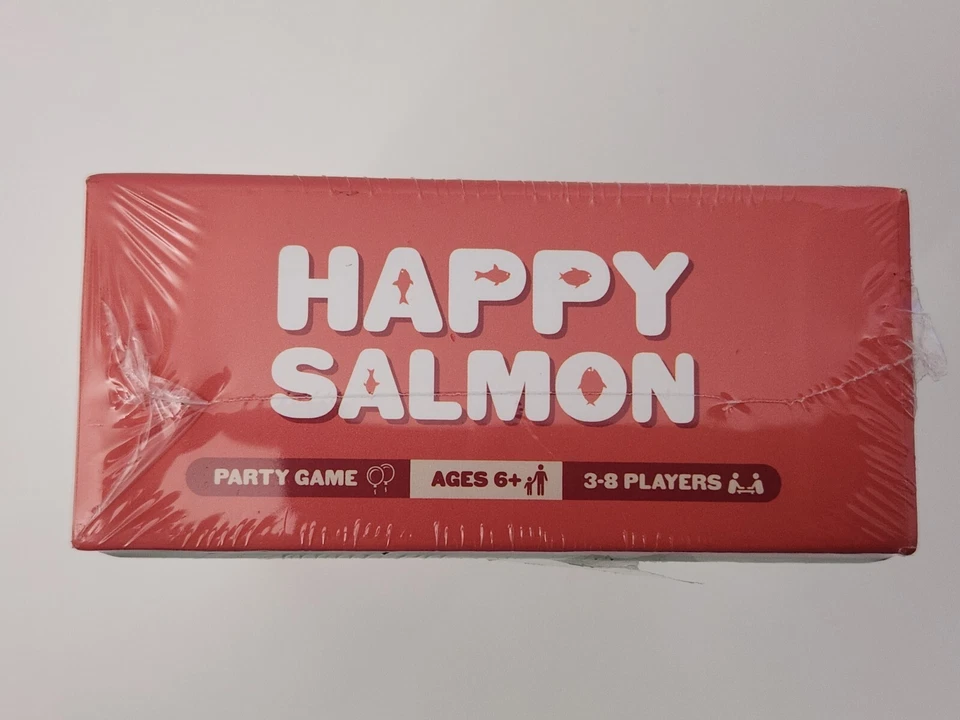 HAPPY
SALMON
PARTY GAME AGES 6+ 3-8 PLAYERS